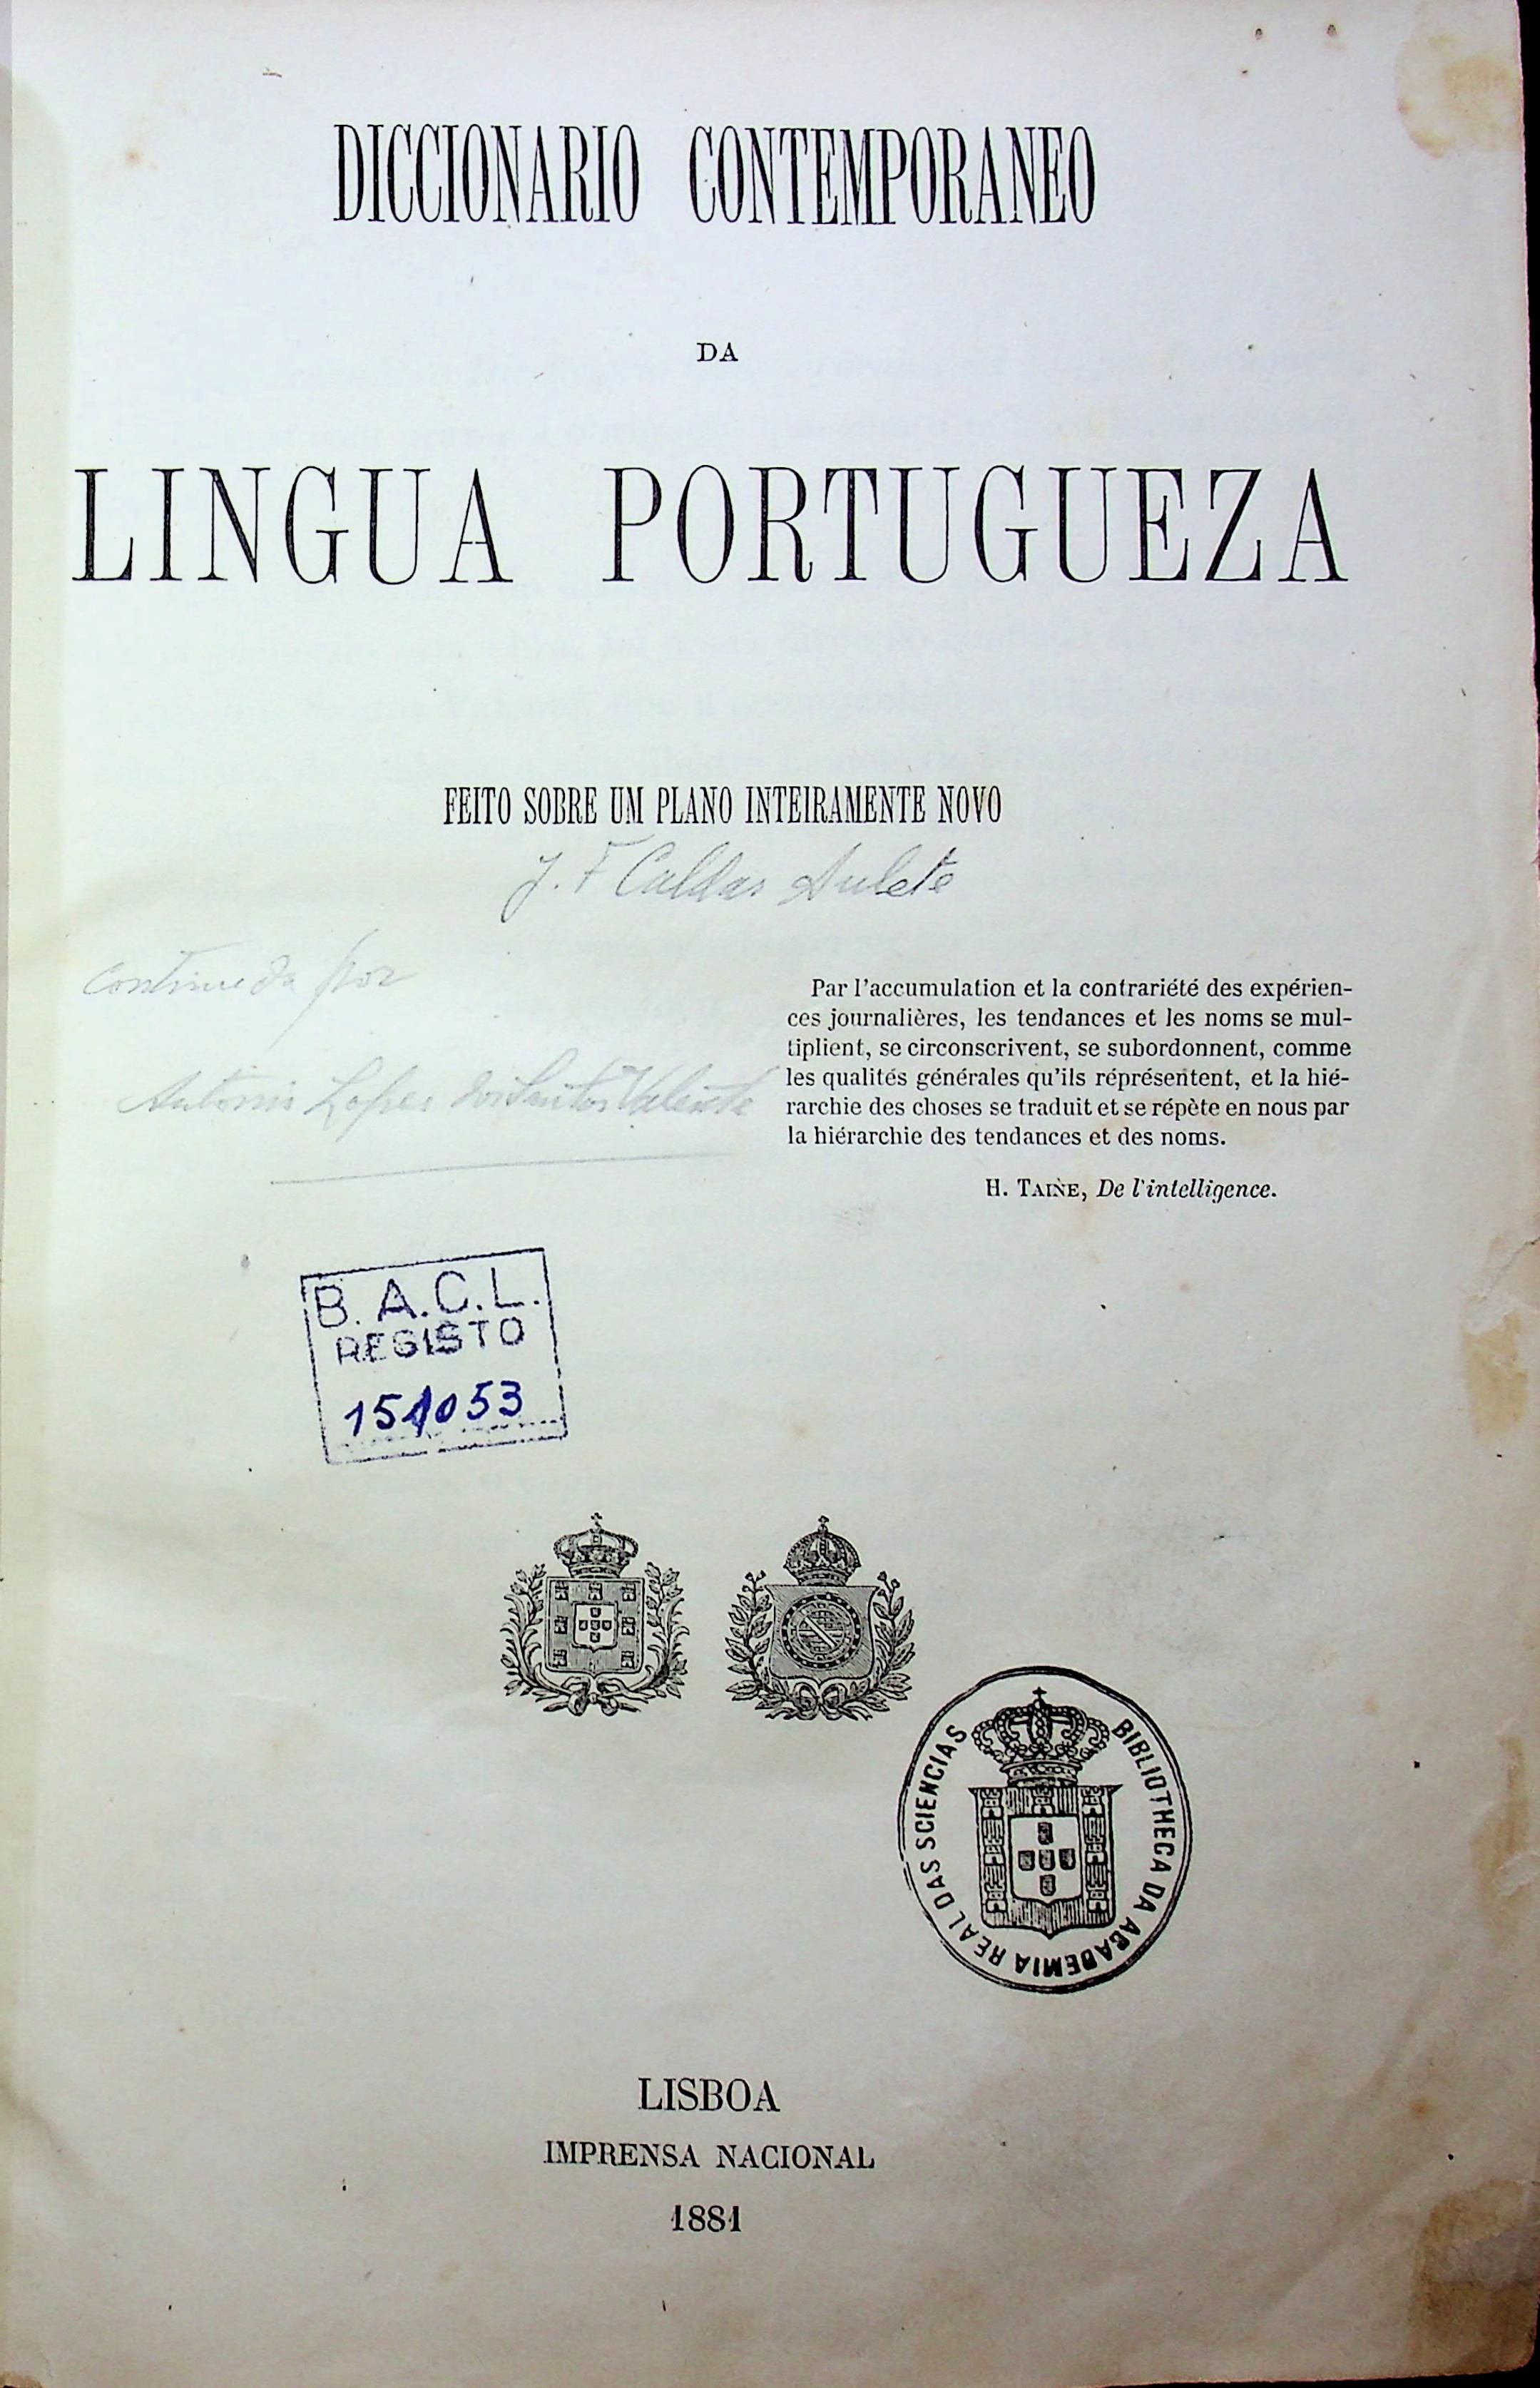 DICCIONARIO CONTEMPORANEO
DA
LINGUA PORTUGUEZA
FEITO SOBRE UM PLANO INTEIRAMENTE NOVO
J. F Caldas Aulete
continuada por
Antonio Lopes dos Santos Valente
Par l'accumulation et la contrariété des expérien-
ces journalières, les tendances et les noms se mul-
tiplient, se circonscrivent, se subordonnent, comme
les qualités générales qu'ils réprésentent, et la hié-
rarchie des choses se traduit et se répète en nous par
la hiérarchie des tendances et des noms.
H. TAINE, De l'intelligence.
B. A.C.L.
REGISTO
151053
BIBLIOTHECA DA ACADEMIA REAL DAS SCIENCIAS
LISBOA
IMPRENSA NACIONAL
1881